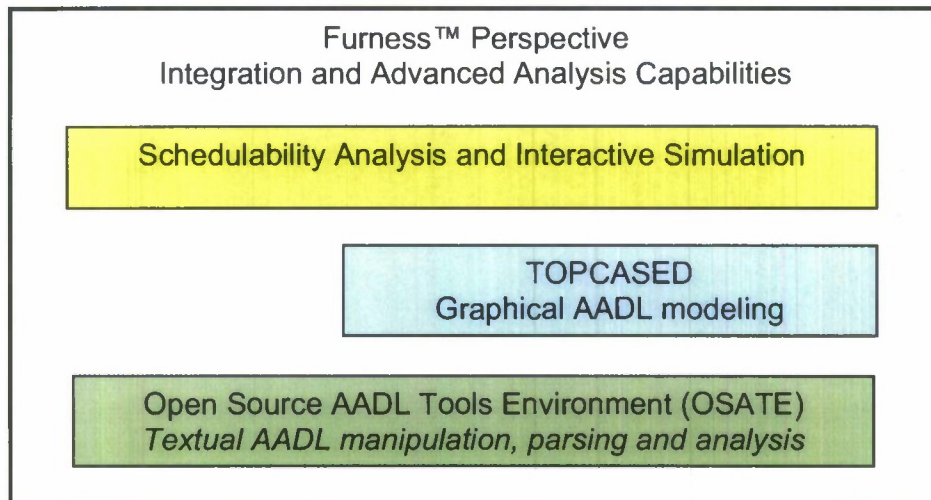 Furness™ Perspective
Integration and Advanced Analysis Capabilities
Schedulability Analysis and Interactive Simulation
TOPCASED
Graphical AADL modeling
Open Source AADL Tools Environment (OSATE)
Textual AADL manipulation, parsing and analysis